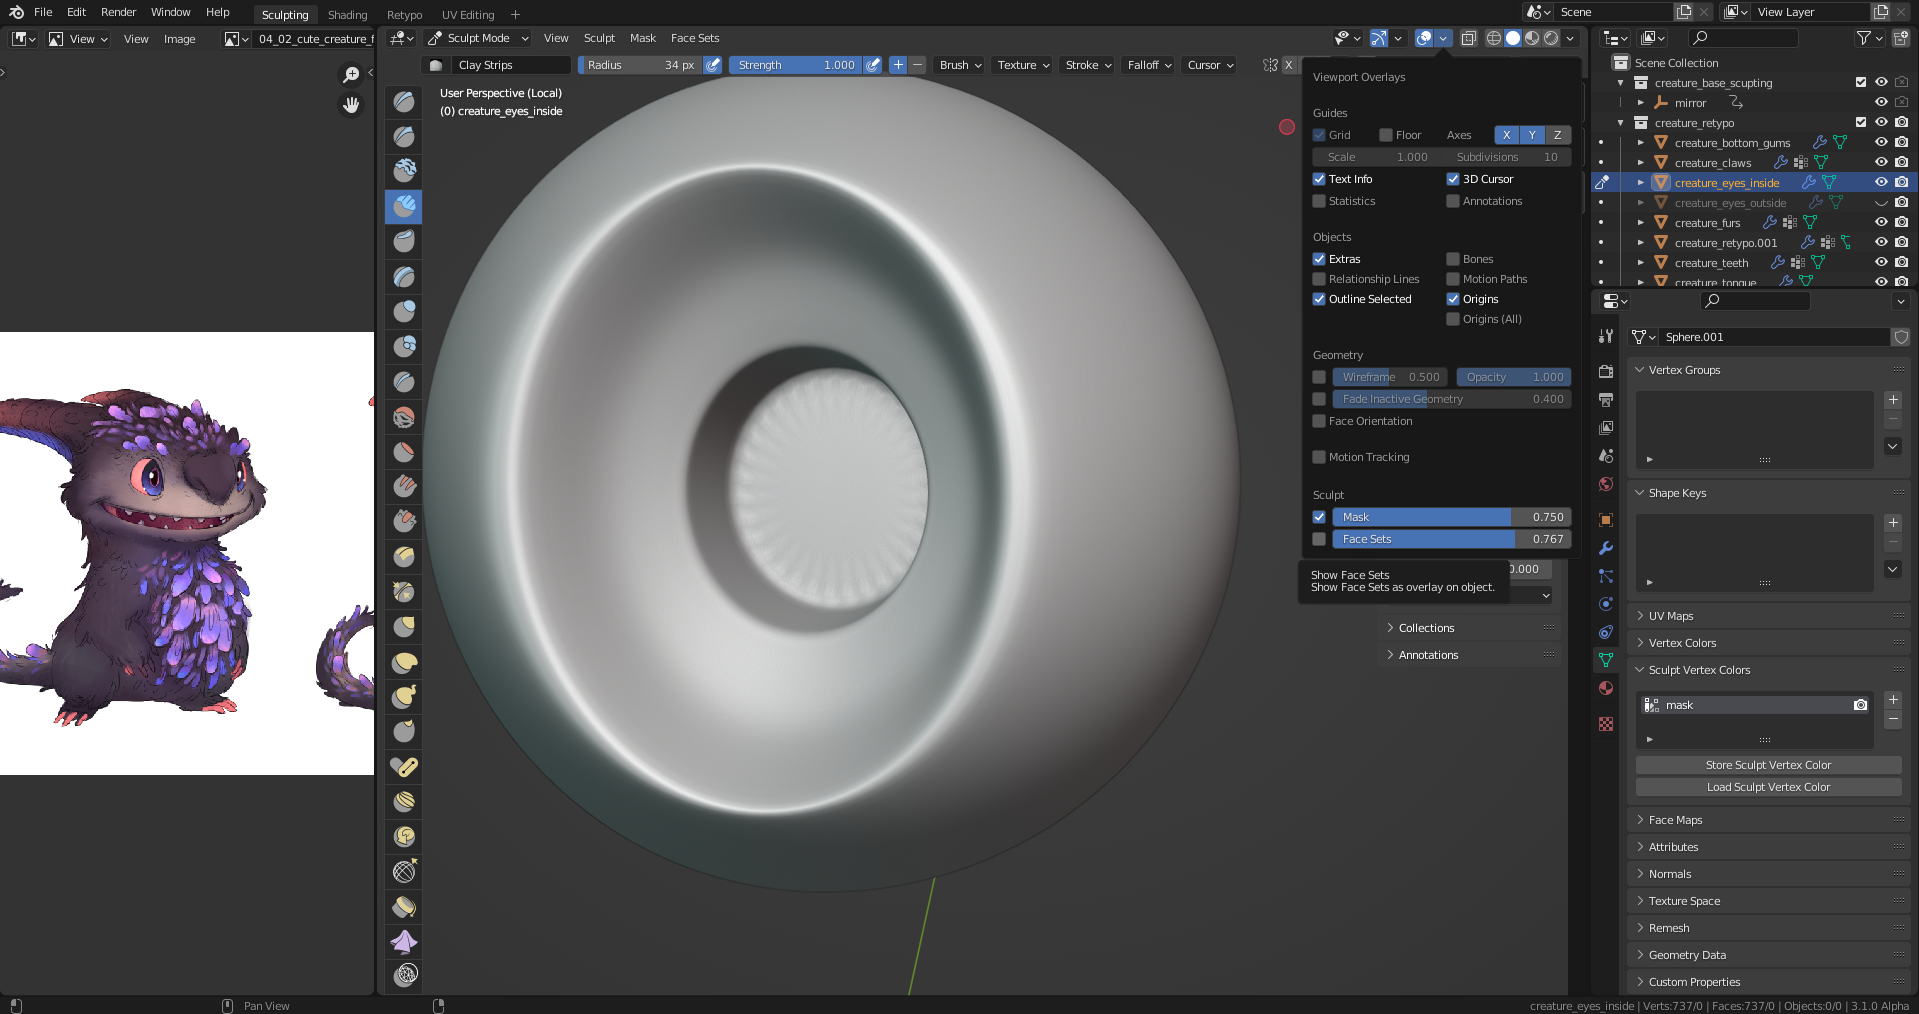 File Edit Render Window Help Sculpting Shading Retypo UV Editing + Scene View Layer
View View Image 04_02_cute_creature_f
Sculpt Mode View Sculpt Mask Face Sets
Clay Strips Radius 34 px Strength 1.000 Brush Texture Stroke Falloff Cursor X
User Perspective (Local)
(0) creature_eyes_inside
Viewport Overlays
Guides
Grid Floor Axes X Y Z
Scale 1.000 Subdivisions 10
Text Info 3D Cursor
Statistics Annotations
Objects
Extras Bones
Relationship Lines Motion Paths
Outline Selected Origins
Origins (All)
Geometry
Wireframe 0.500 Opacity 1.000
Fade Inactive Geometry 0.400
Face Orientation
Motion Tracking
Sculpt
Mask 0.750
Face Sets 0.767
Show Face Sets
Show Face Sets as overlay on object.
0.000
Collections
Annotations
Scene Collection
creature_base_scupting
mirror
creature_retypo
creature_bottom_gums
creature_claws
creature_eyes_inside
creature_eyes_outside
creature_furs
creature_retypo.001
creature_teeth
creature_tongue
Sphere.001
Vertex Groups
Shape Keys
UV Maps
Vertex Colors
Sculpt Vertex Colors
mask
Store Sculpt Vertex Color
Load Sculpt Vertex Color
Face Maps
Attributes
Normals
Texture Space
Remesh
Geometry Data
Custom Properties
Pan View
creature_eyes_inside | Verts:737/0 | Faces:737/0 | Objects:0/0 | 3.1.0 Alpha